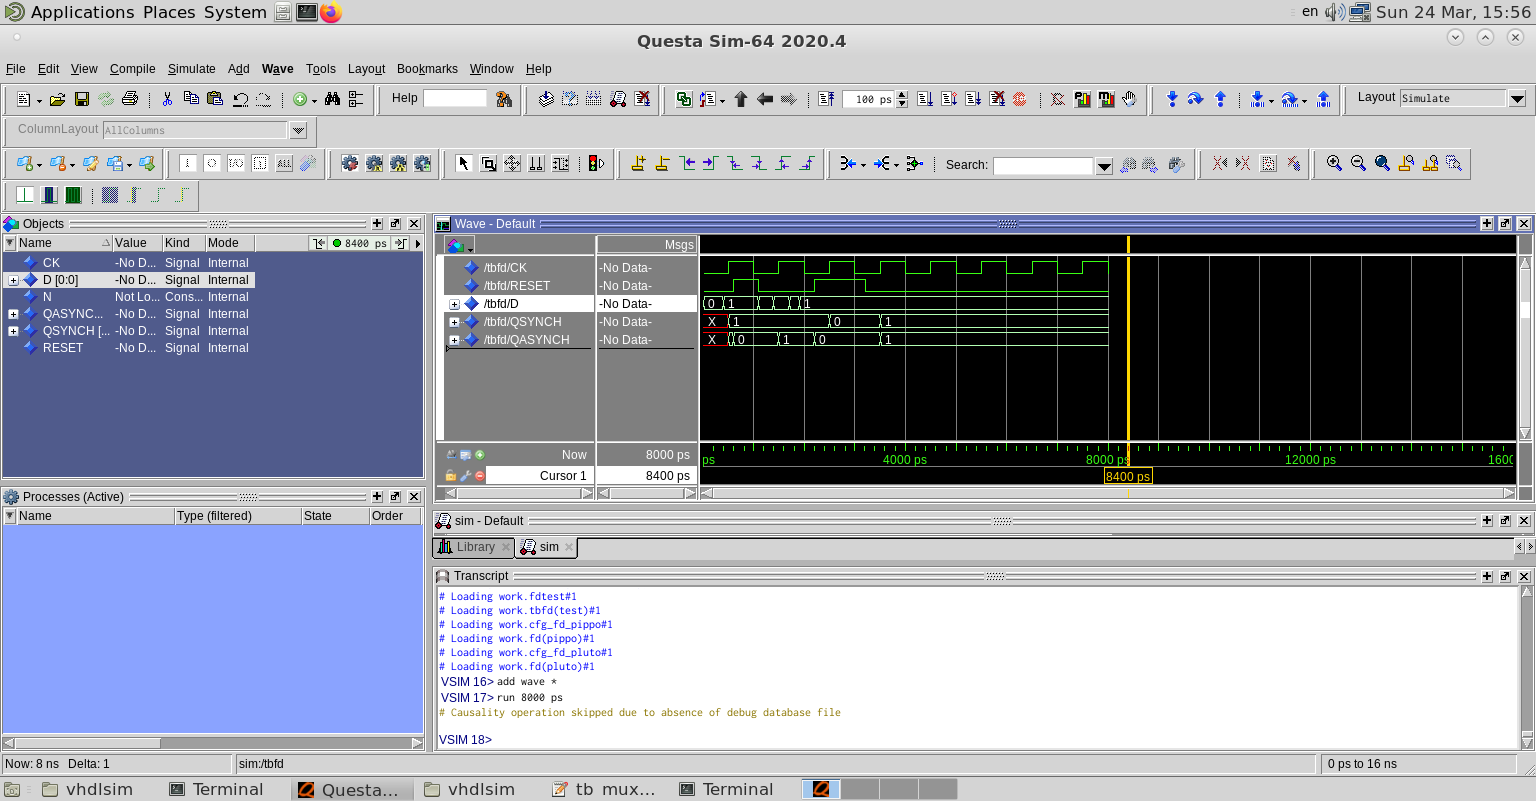 Applications Places System
en Sun 24 Mar, 15:56
Questa Sim-64 2020.4
File Edit View Compile Simulate Add Wave Tools Layout Bookmarks Window Help
Help
100 ps
Layout Simulate
ColumnLayout AllColumns
Search:
Objects
Name Value Kind Mode 8400 ps
CK -No D... Signal Internal
D [0:0] -No D... Signal Internal
N Not Lo... Cons... Internal
QASYNC... -No D... Signal Internal
QSYNCH [... -No D... Signal Internal
RESET -No D... Signal Internal
Processes (Active)
Name Type (filtered) State Order
Wave - Default
Msgs
/tbfd/CK -No Data-
/tbfd/RESET -No Data-
/tbfd/D -No Data- 0 1 1
/tbfd/QSYNCH -No Data- X 1 0 1
/tbfd/QASYNCH -No Data- X 0 1 0 1
Now 8000 ps ps 4000 ps 8000 ps 12000 ps 1600
Cursor 1 8400 ps 8400 ps
sim - Default
Library sim
Transcript
# Loading work.fdtest#1
# Loading work.tbfd(test)#1
# Loading work.cfg_fd_pippo#1
# Loading work.fd(pippo)#1
# Loading work.cfg_fd_pluto#1
# Loading work.fd(pluto)#1
VSIM 16> add wave *
VSIM 17> run 8000 ps
# Causality operation skipped due to absence of debug database file
VSIM 18>
Now: 8 ns Delta: 1 sim:/tbfd 0 ps to 16 ns
vhdlsim Terminal Questa... vhdlsim tb mux... Terminal